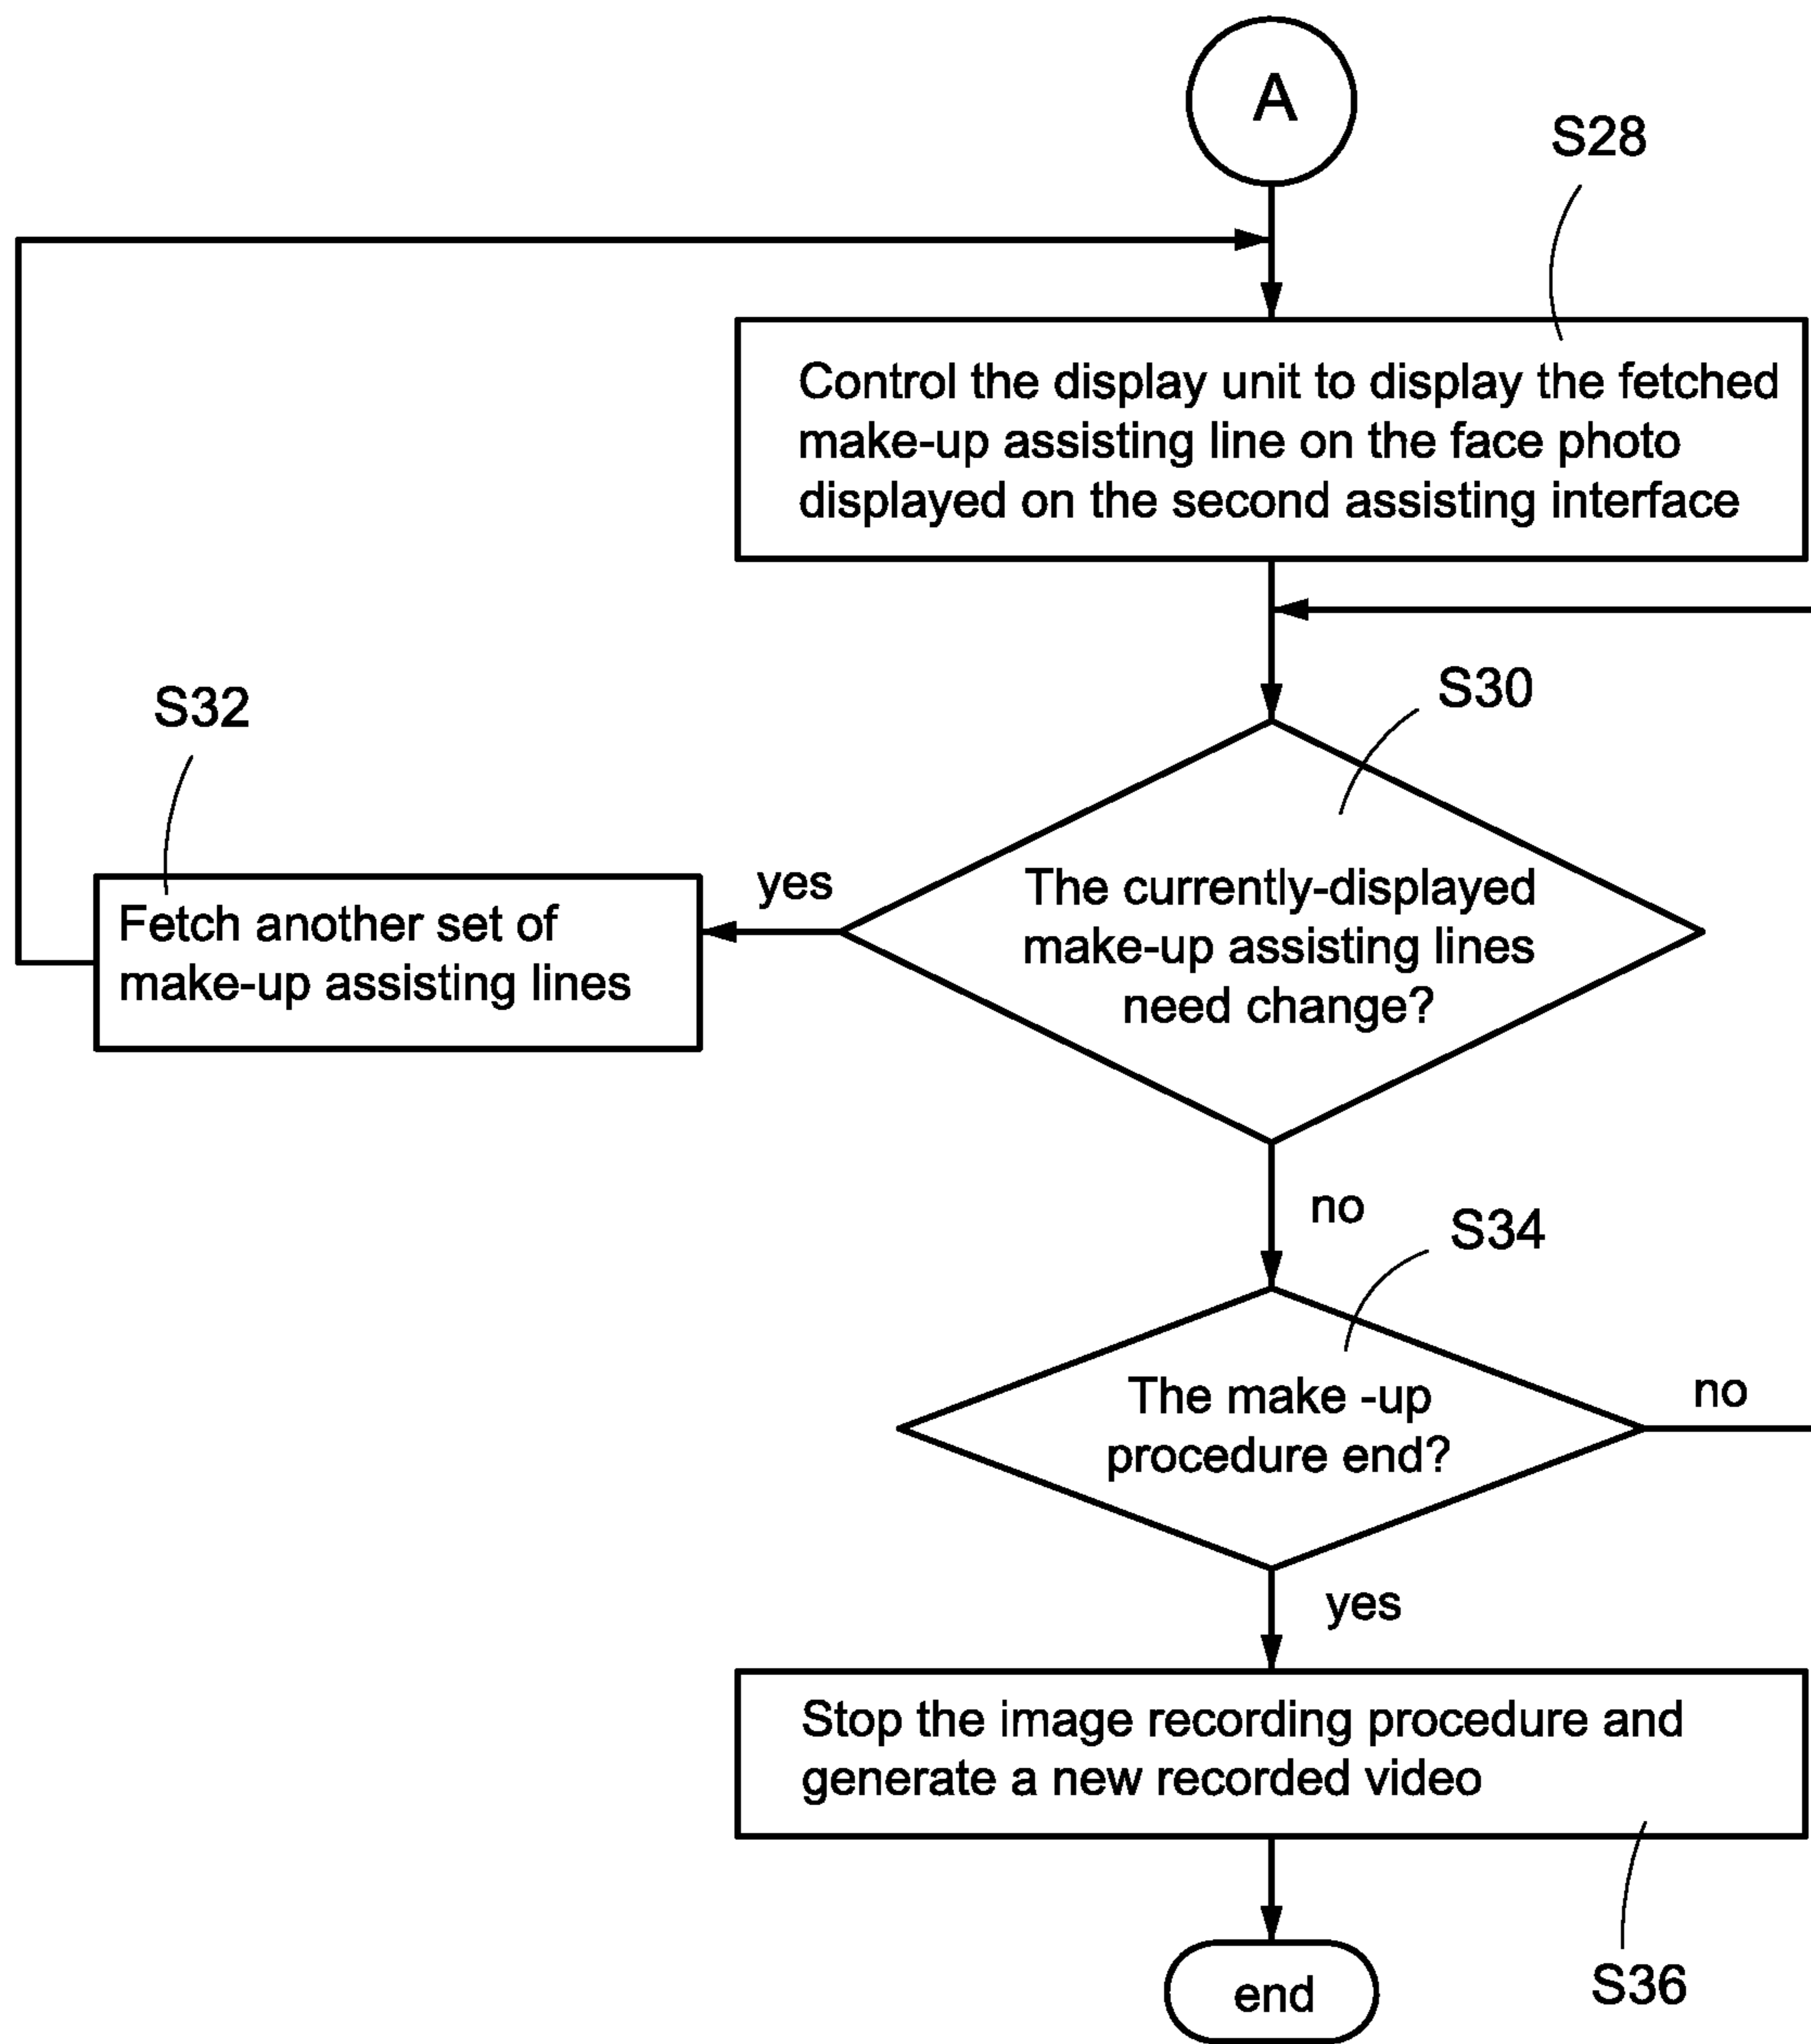 A
S28
Control the display unit to display the fetched
make-up assisting line on the face photo
displayed on the second assisting interface
S30
S32
The currently-displayed
make-up assisting lines
need change?
yes
Fetch another set of
make-up assisting lines
no
S34
The make -up
procedure end?
no
yes
Stop the image recording procedure and
generate a new recorded video
S36
end